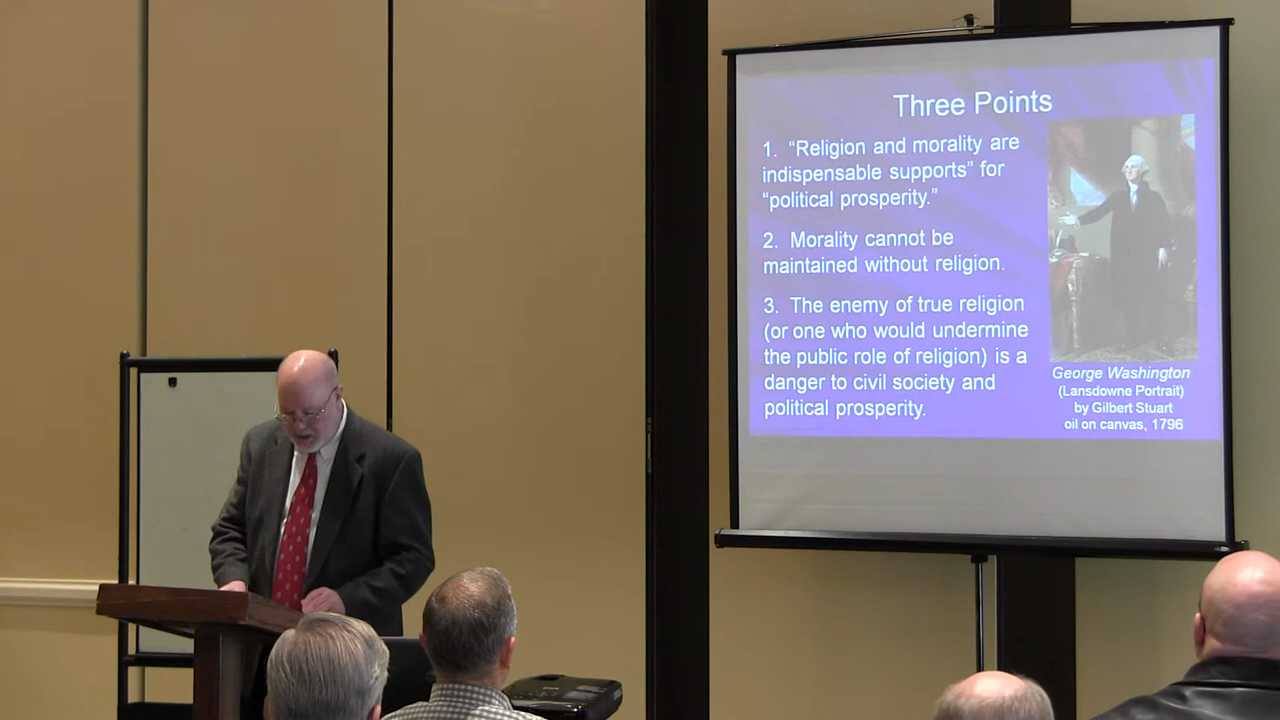 Three Points
1. “Religion and morality are
indispensable supports” for
“political prosperity.”
2. Morality cannot be
maintained without religion.
3. The enemy of true religion
(or one who would undermine
the public role of religion) is a
danger to civil society and
political prosperity.
George Washington
(Lansdowne Portrait)
by Gilbert Stuart
oil on canvas, 1796